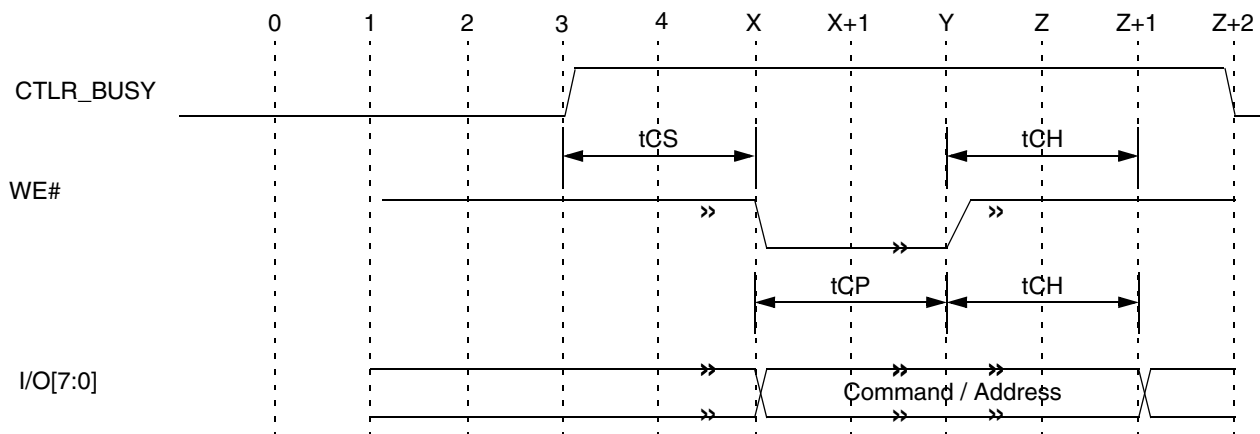 0 1 2 3 4 X X+1 Y Z Z+1 Z+2
CTLR_BUSY
tCS tCH
WE#
tCP tCH
I/O[7:0]
Command / Address